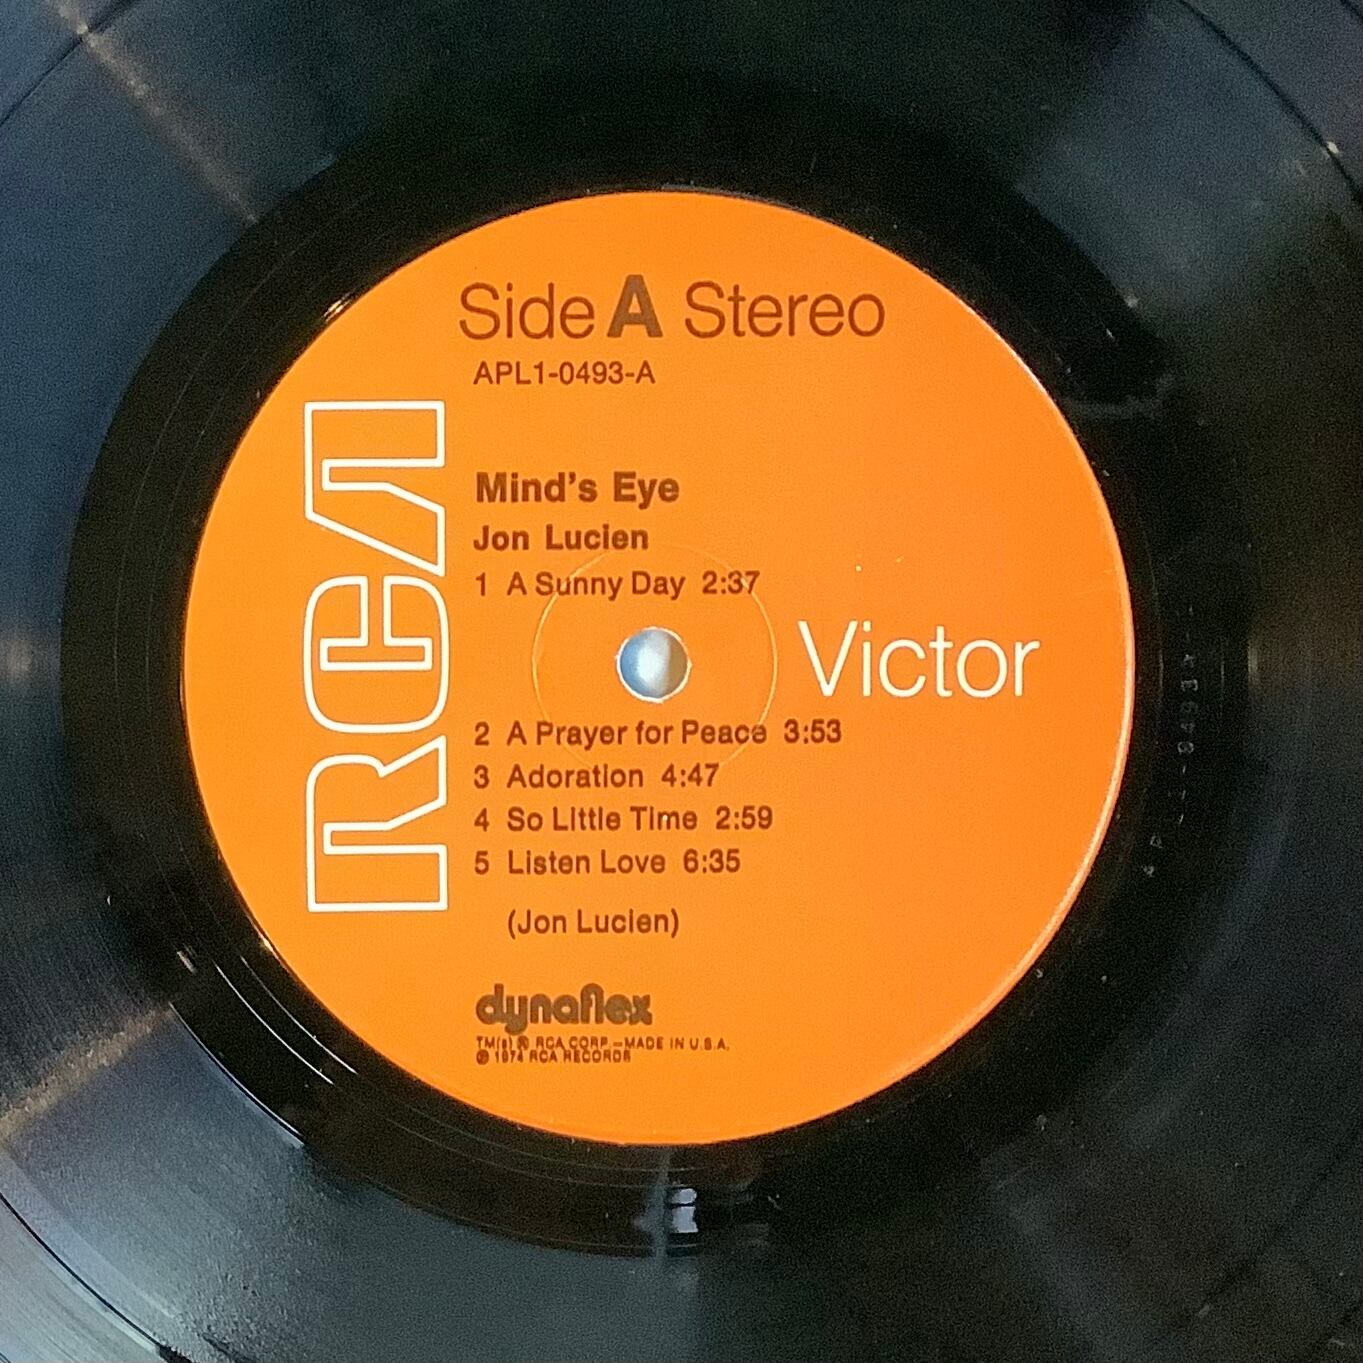 Side A Stereo
APL1-0493-A
RCA
Mind's Eye
Jon Lucien
1 A Sunny Day 2:37
Victor
2 A Prayer for Peace 3:53
3 Adoration 4:47
4 So Little Time 2:59
5 Listen Love 6:35
(Jon Lucien)
dynaflex
TM(s) ® RCA CORP.–MADE IN U.S.A.
℗ 1974 RCA RECORDS